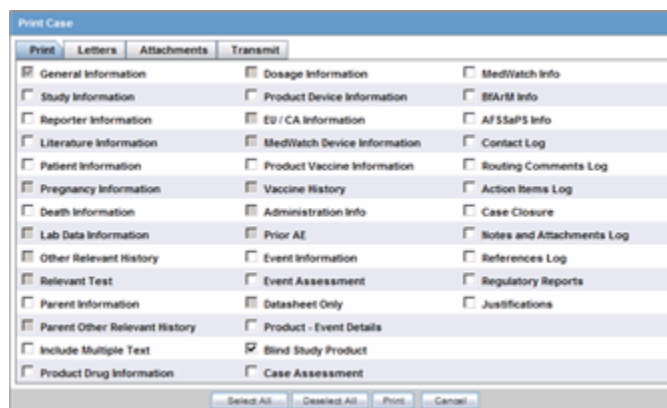 Print Case
Print Letters Attachments Transmit
General Information Dosage Information MedWatch Info
Study Information Product Device Information BfArM Info
Reporter Information EU / CA Information AFSSaPS Info
Literature Information MedWatch Device Information Contact Log
Patient Information Product Vaccine Information Routing Comments Log
Pregnancy Information Vaccine History Action Items Log
Death Information Administration Info Case Closure
Lab Data Information Prior AE Notes and Attachments Log
Other Relevant History Event Information References Log
Relevant Test Event Assessment Regulatory Reports
Parent Information Datasheet Only Justifications
Parent Other Relevant History Product - Event Details
Include Multiple Text Blind Study Product
Product Drug Information Case Assessment
Select All Deselect All Print Cancel